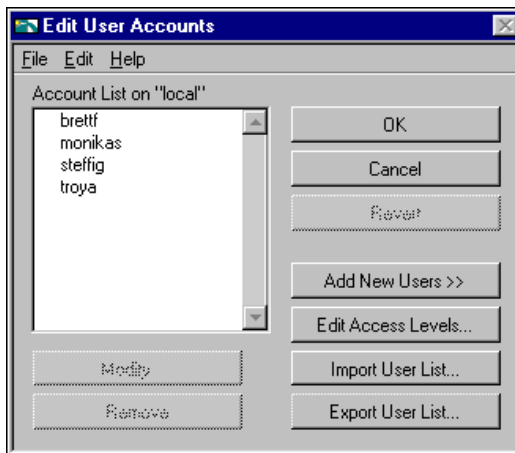 Edit User Accounts
File Edit Help
Account List on "local"
brettf
monikas
steffig
troya
OK
Cancel
Revert
Add New Users >>
Edit Access Levels...
Modify
Import User List...
Remove
Export User List...